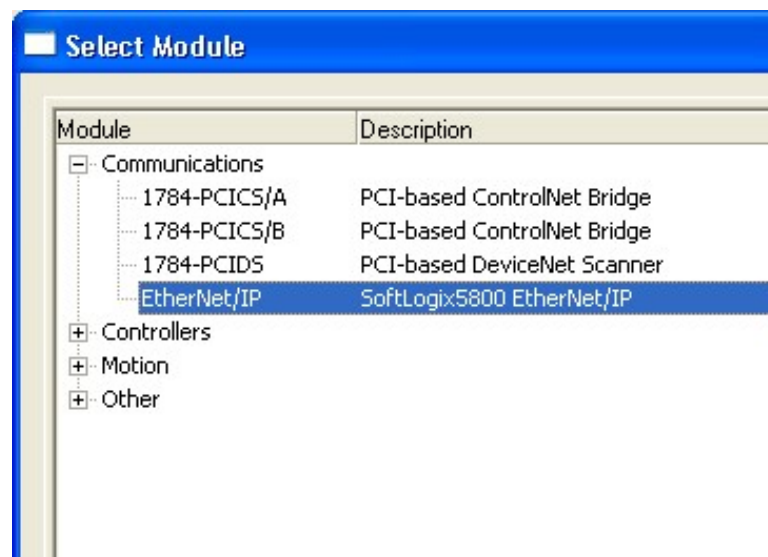 Select Module
Module Description
Communications
1784-PCICS/A PCI-based ControlNet Bridge
1784-PCICS/B PCI-based ControlNet Bridge
1784-PCIDS PCI-based DeviceNet Scanner
EtherNet/IP SoftLogix5800 EtherNet/IP
Controllers
Motion
Other